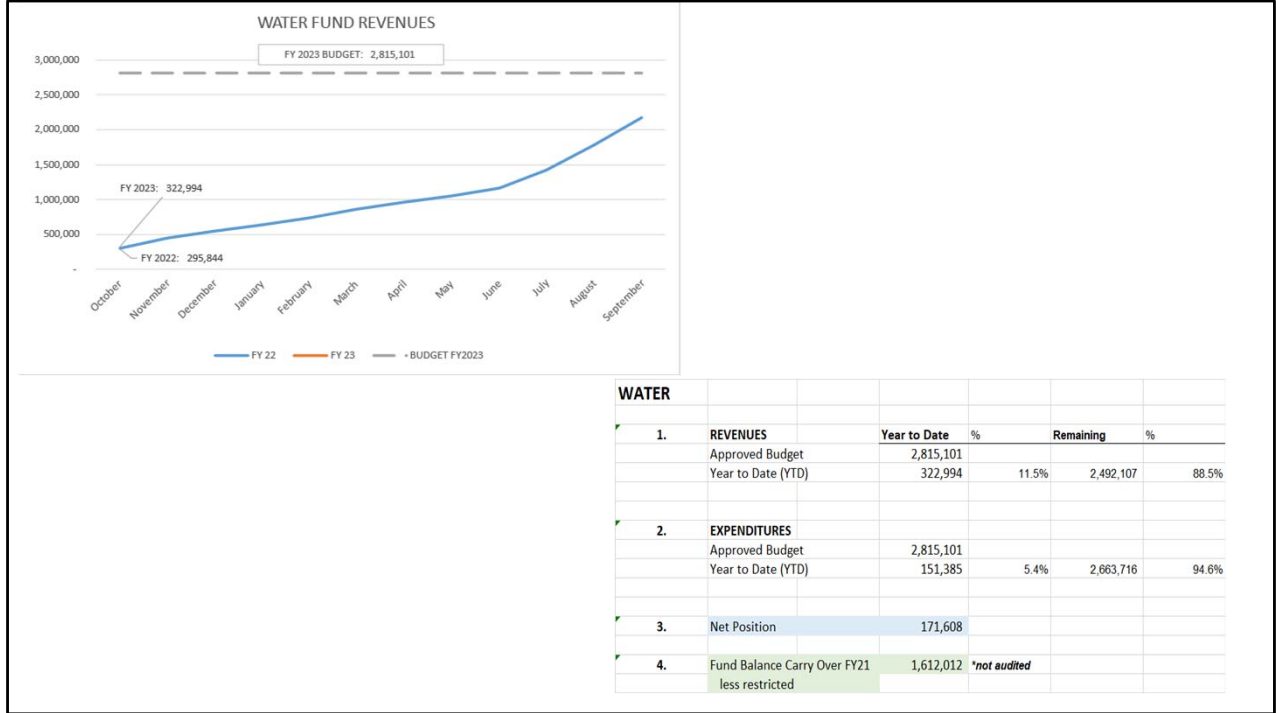 WATER FUND REVENUES
FY 2023 BUDGET: 2,815,101
3,000,000
2,500,000
2,000,000
1,500,000
1,000,000
500,000
-
FY 2023: 322,994
FY 2022: 295,844
October November December January February March April May June July August September
FY 22 FY 23 BUDGET FY2023
WATER
1. REVENUES Year to Date % Remaining %
Approved Budget 2,815,101
Year to Date (YTD) 322,994 11.5% 2,492,107 88.5%
2. EXPENDITURES
Approved Budget 2,815,101
Year to Date (YTD) 151,385 5.4% 2,663,716 94.6%
3. Net Position 171,608
4. Fund Balance Carry Over FY21 1,612,012 *not audited
less restricted